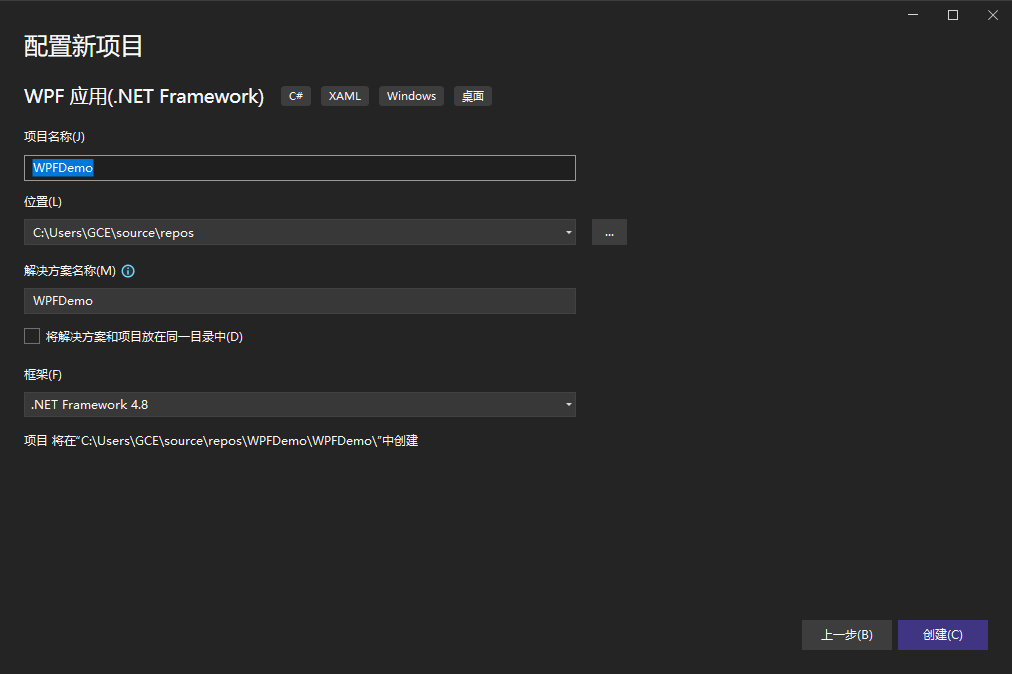 配置新项目
WPF 应用(.NET Framework) C# XAML Windows 桌面
项目名称(J)
WPFDemo
位置(L)
C:\Users\GCE\source\repos
...
解决方案名称(M)
WPFDemo
将解决方案和项目放在同一目录中(D)
框架(F)
.NET Framework 4.8
项目 将在“C:\Users\GCE\source\repos\WPFDemo\WPFDemo\”中创建
上一步(B) 创建(C)